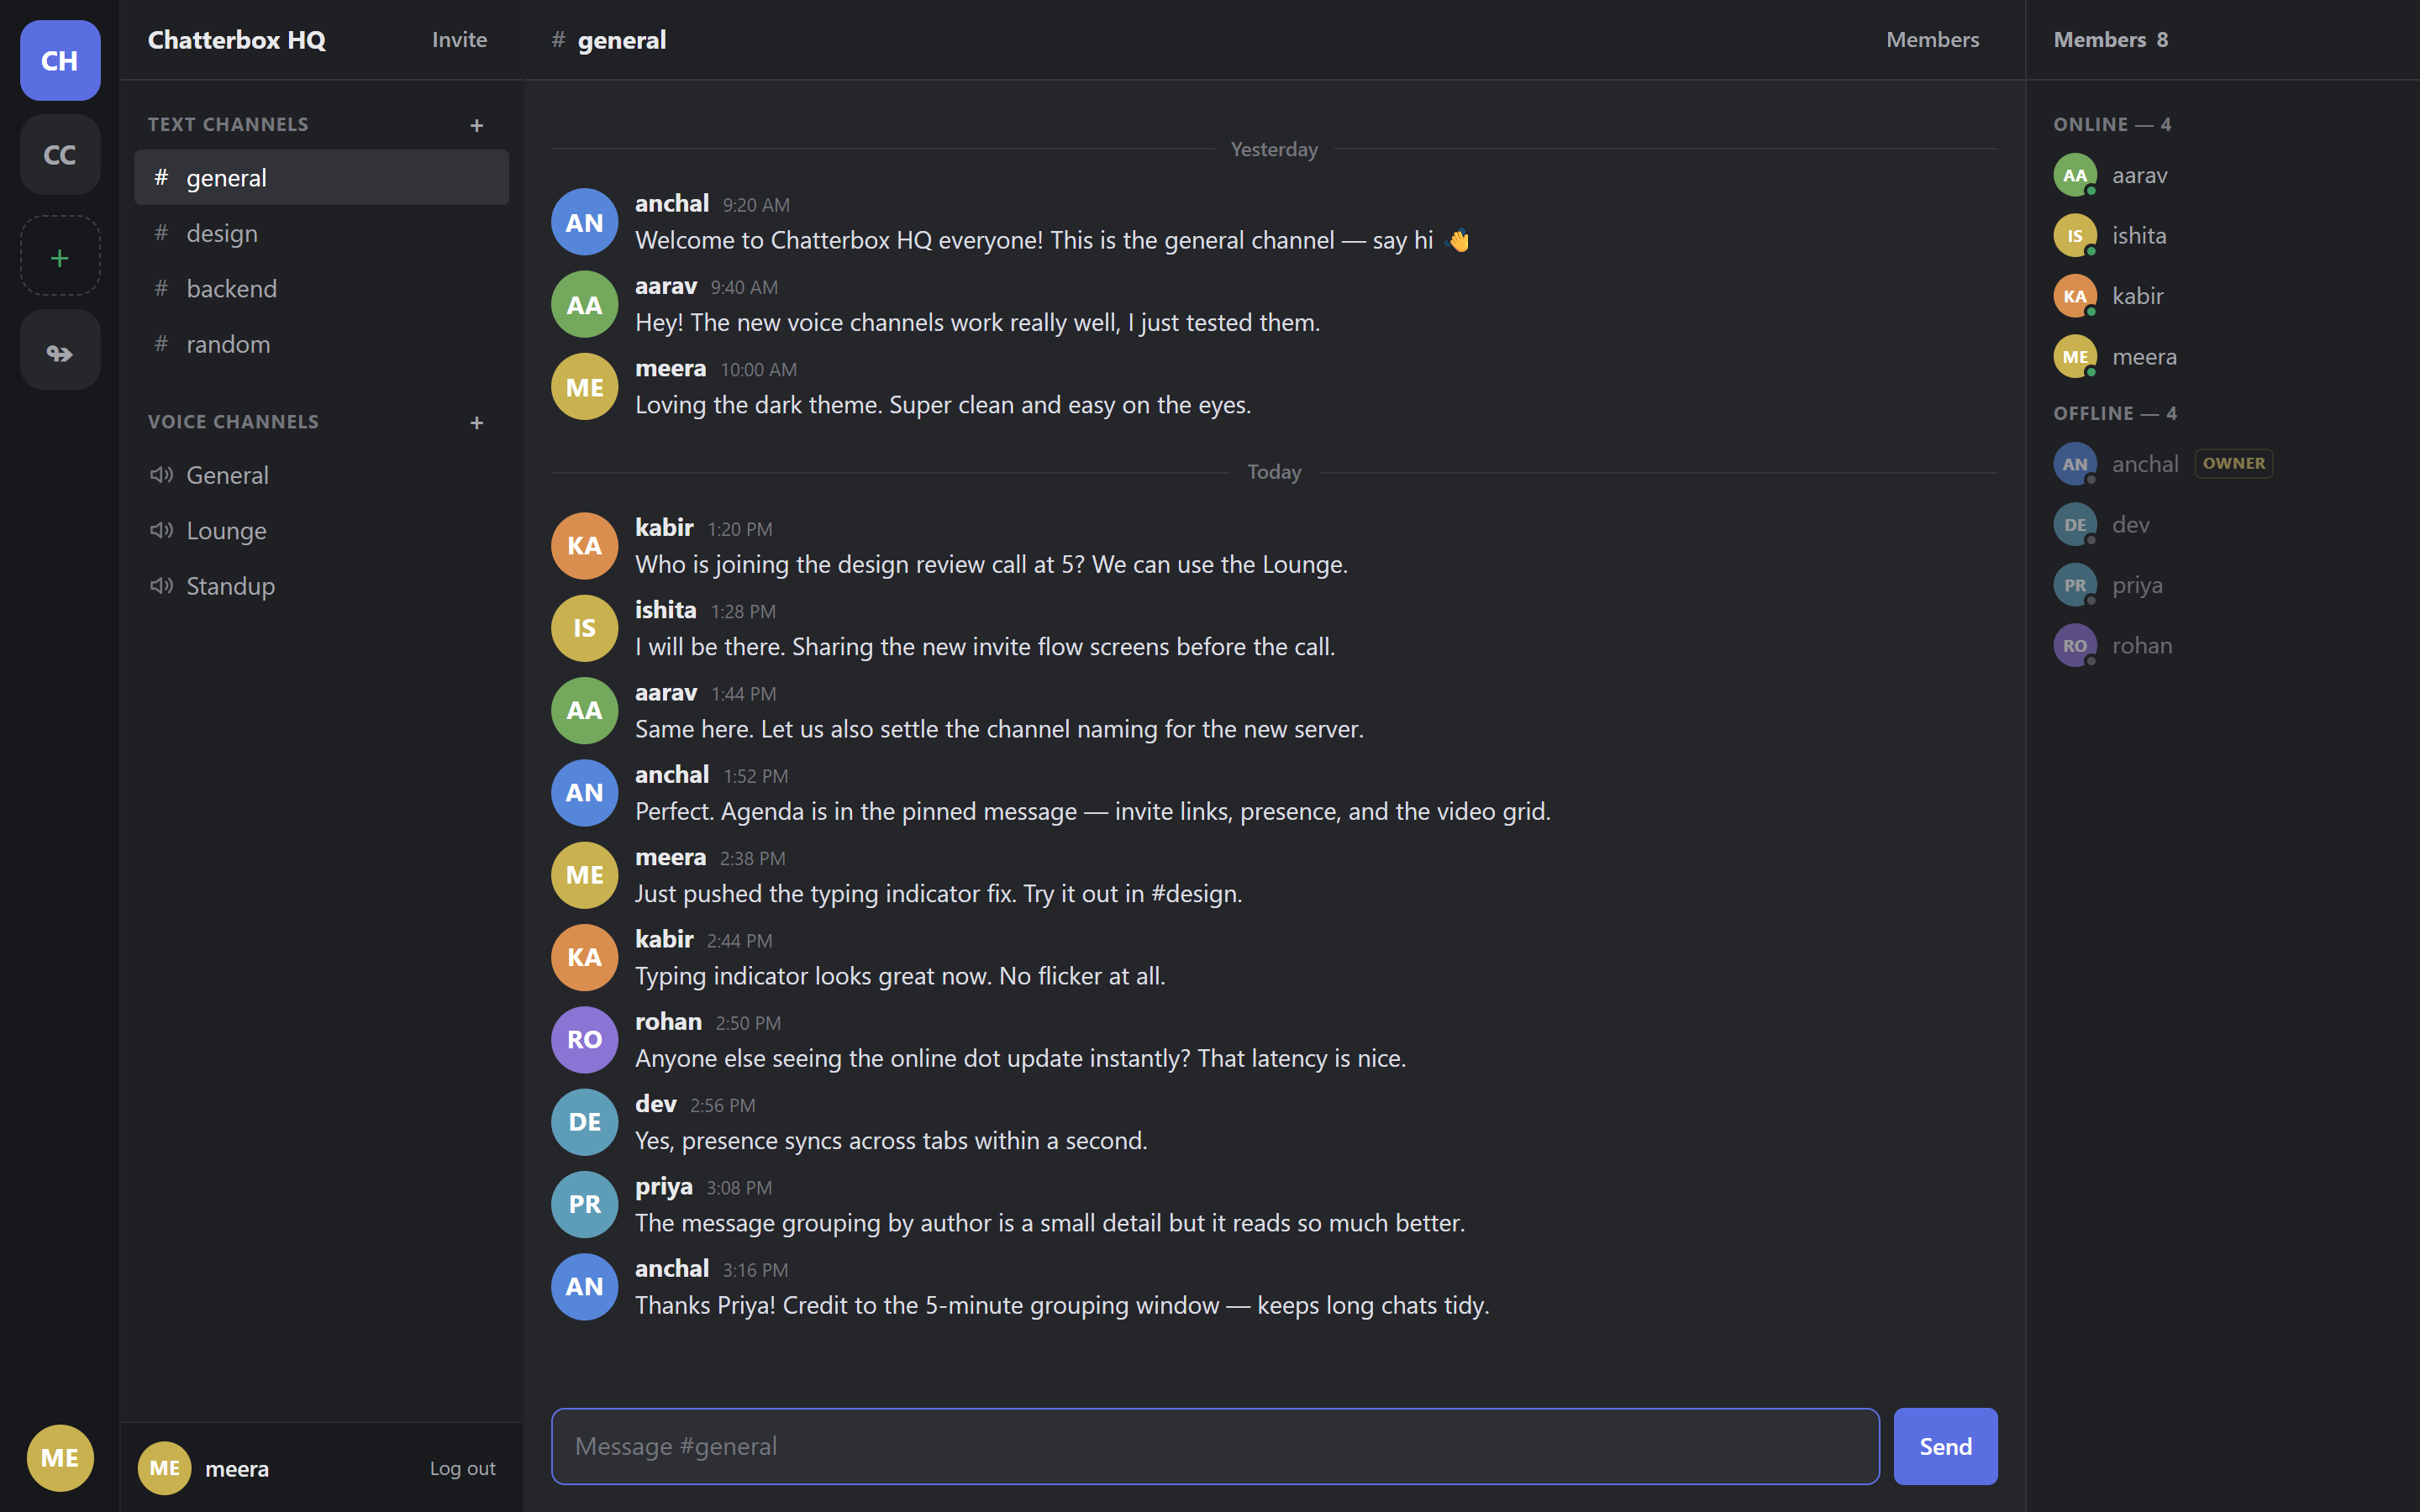 CH
CC
+
ME
Chatterbox HQ Invite
TEXT CHANNELS +
# general
# design
# backend
# random
VOICE CHANNELS +
General
Lounge
Standup
ME meera Log out
# general Members
Yesterday
AN anchal 9:20 AM
Welcome to Chatterbox HQ everyone! This is the general channel — say hi 👋
AA aarav 9:40 AM
Hey! The new voice channels work really well, I just tested them.
ME meera 10:00 AM
Loving the dark theme. Super clean and easy on the eyes.
Today
KA kabir 1:20 PM
Who is joining the design review call at 5? We can use the Lounge.
IS ishita 1:28 PM
I will be there. Sharing the new invite flow screens before the call.
AA aarav 1:44 PM
Same here. Let us also settle the channel naming for the new server.
AN anchal 1:52 PM
Perfect. Agenda is in the pinned message — invite links, presence, and the video grid.
ME meera 2:38 PM
Just pushed the typing indicator fix. Try it out in #design.
KA kabir 2:44 PM
Typing indicator looks great now. No flicker at all.
RO rohan 2:50 PM
Anyone else seeing the online dot update instantly? That latency is nice.
DE dev 2:56 PM
Yes, presence syncs across tabs within a second.
PR priya 3:08 PM
The message grouping by author is a small detail but it reads so much better.
AN anchal 3:16 PM
Thanks Priya! Credit to the 5-minute grouping window — keeps long chats tidy.
Message #general Send
Members 8
ONLINE — 4
AA aarav
IS ishita
KA kabir
ME meera
OFFLINE — 4
AN anchal OWNER
DE dev
PR priya
RO rohan